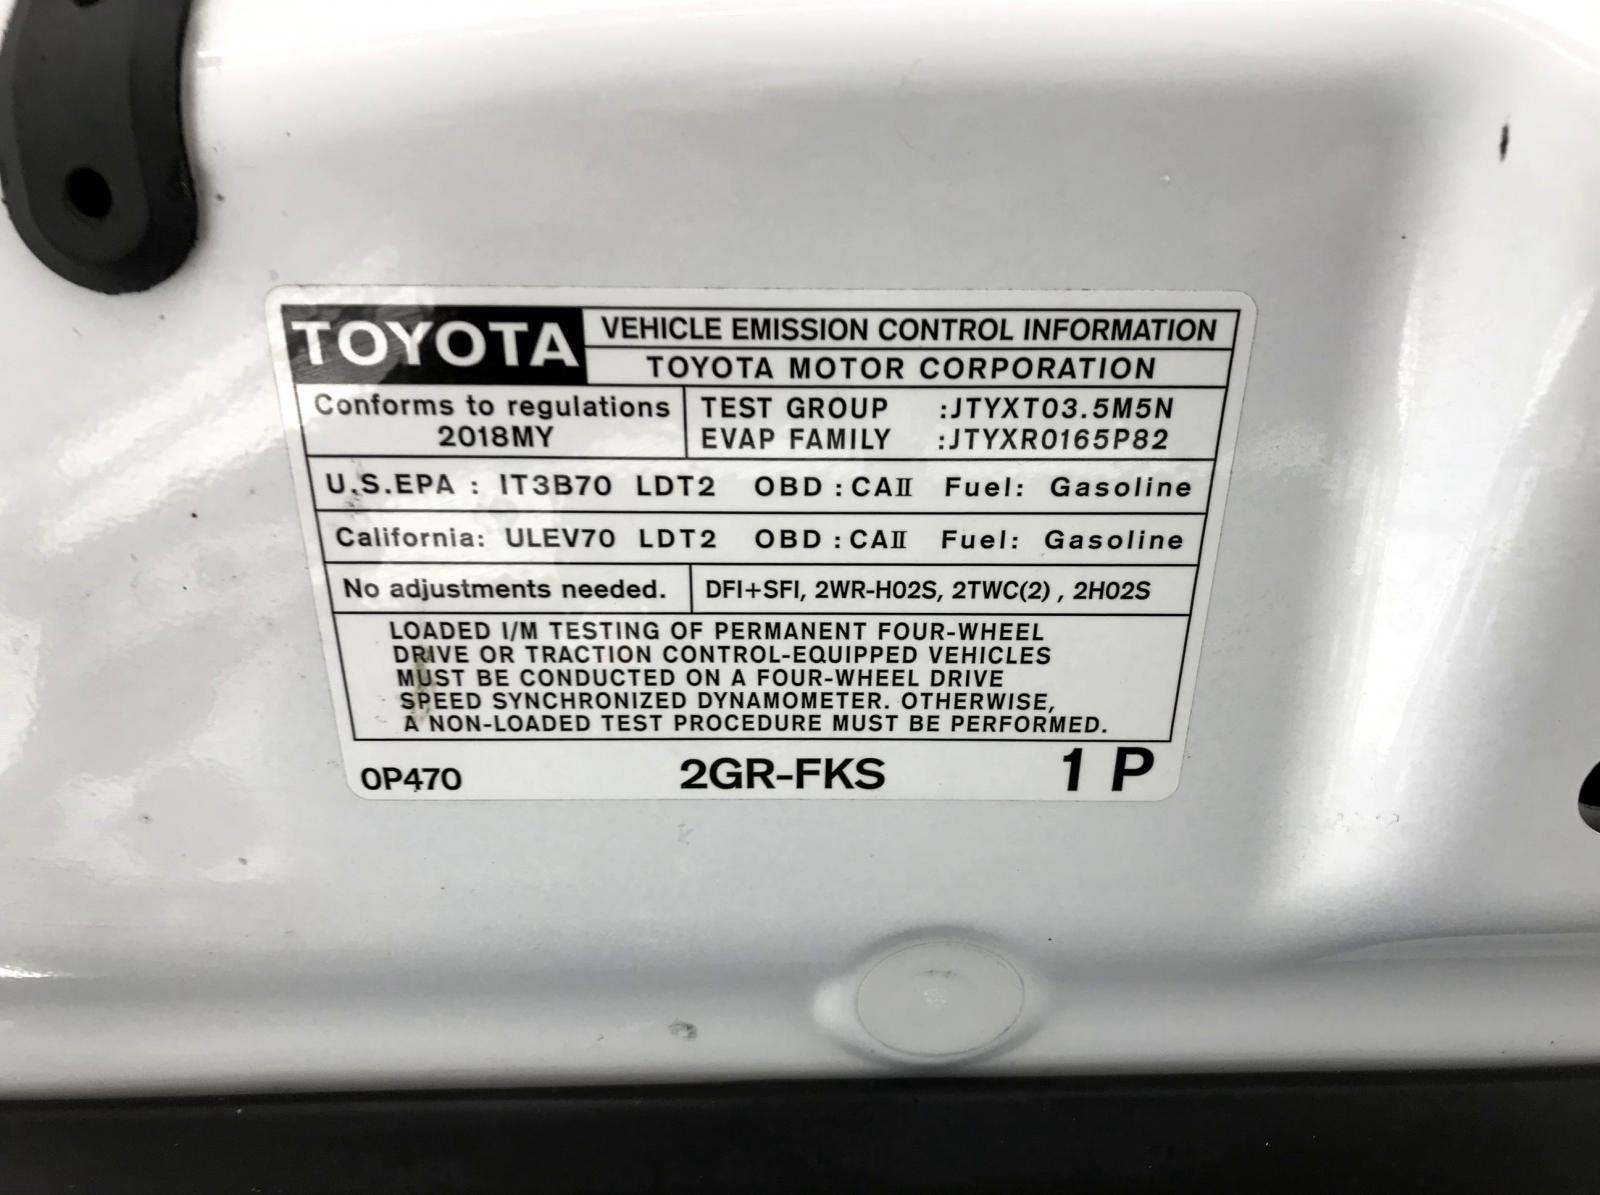 TOYOTA
VEHICLE EMISSION CONTROL INFORMATION
TOYOTA MOTOR CORPORATION
Conforms to regulations
2018MY
TEST GROUP :JTYXT03.5M5N
EVAP FAMILY :JTYXR0165P82
U.S.EPA : IT3B70 LDT2 OBD : CAII Fuel: Gasoline
California: ULEV70 LDT2 OBD : CAII Fuel: Gasoline
No adjustments needed.
DFI+SFI, 2WR-HO2S, 2TWC(2) , 2HO2S
LOADED I/M TESTING OF PERMANENT FOUR-WHEEL
DRIVE OR TRACTION CONTROL-EQUIPPED VEHICLES
MUST BE CONDUCTED ON A FOUR-WHEEL DRIVE
SPEED SYNCHRONIZED DYNAMOMETER. OTHERWISE,
A NON-LOADED TEST PROCEDURE MUST BE PERFORMED.
0P470 2GR-FKS 1 P